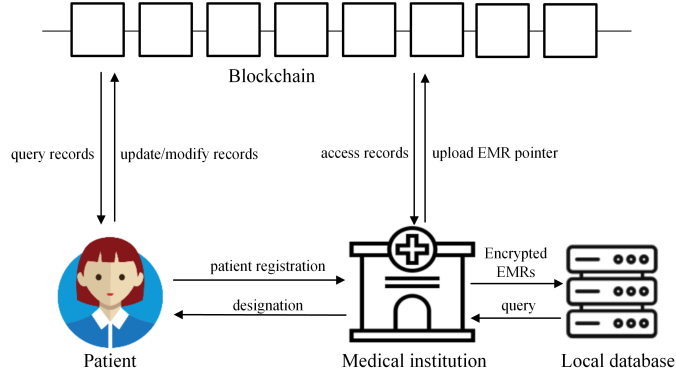 Blockchain
query records
update/modify records
access records
upload EMR pointer
patient registration
designation
Encrypted
EMRs
query
Patient
Medical institution
Local database